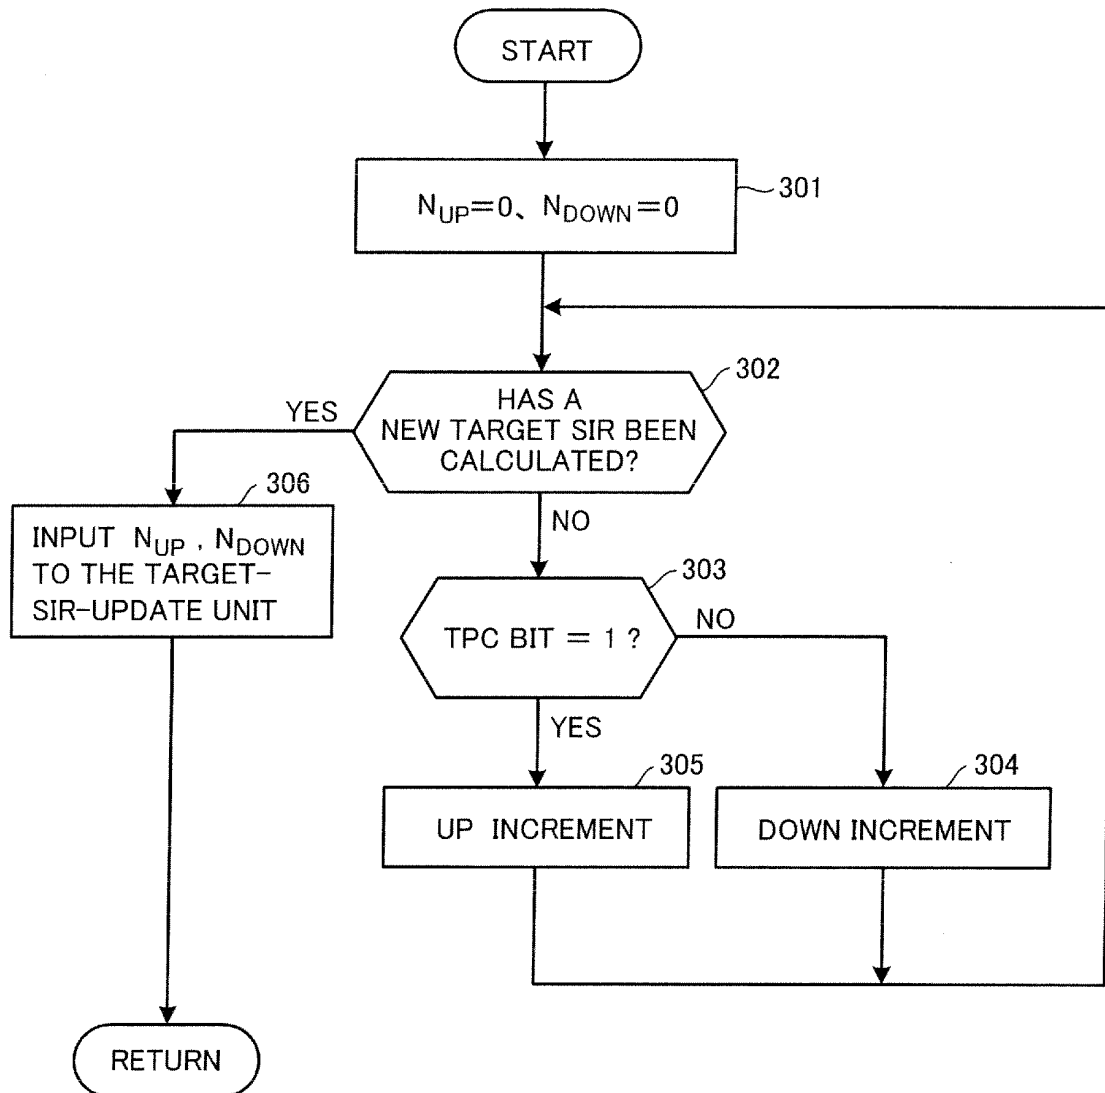 START
N_UP=0、N_DOWN=0
301
302
HAS A
NEW TARGET SIR BEEN
CALCULATED?
YES
306
INPUT N_UP , N_DOWN
TO THE TARGET-
SIR-UPDATE UNIT
NO
303
TPC BIT = 1 ?
NO
YES
305
UP INCREMENT
304
DOWN INCREMENT
RETURN